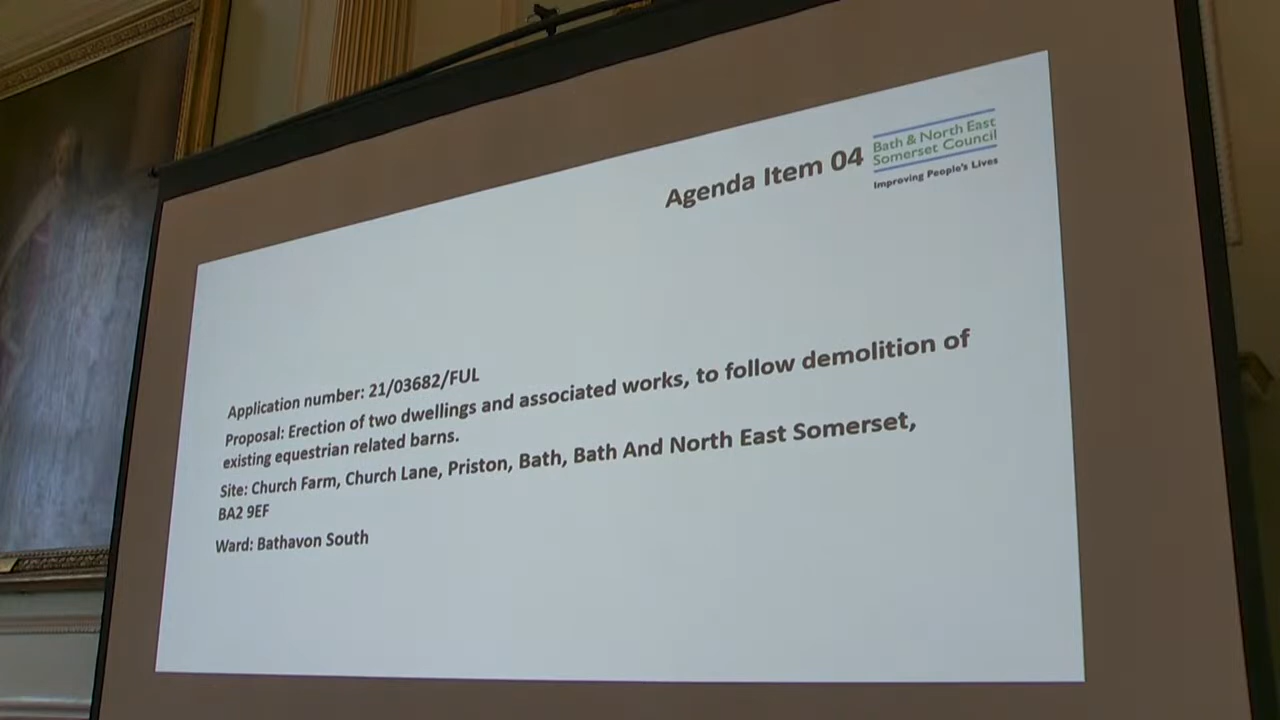 Agenda Item 04
Bath & North East
Somerset Council
Improving People's Lives
Application number: 21/03682/FUL
Proposal: Erection of two dwellings and associated works, to follow demolition of
existing equestrian related barns.
Site: Church Farm, Church Lane, Priston, Bath, Bath And North East Somerset,
BA2 9EF
Ward: Bathavon South